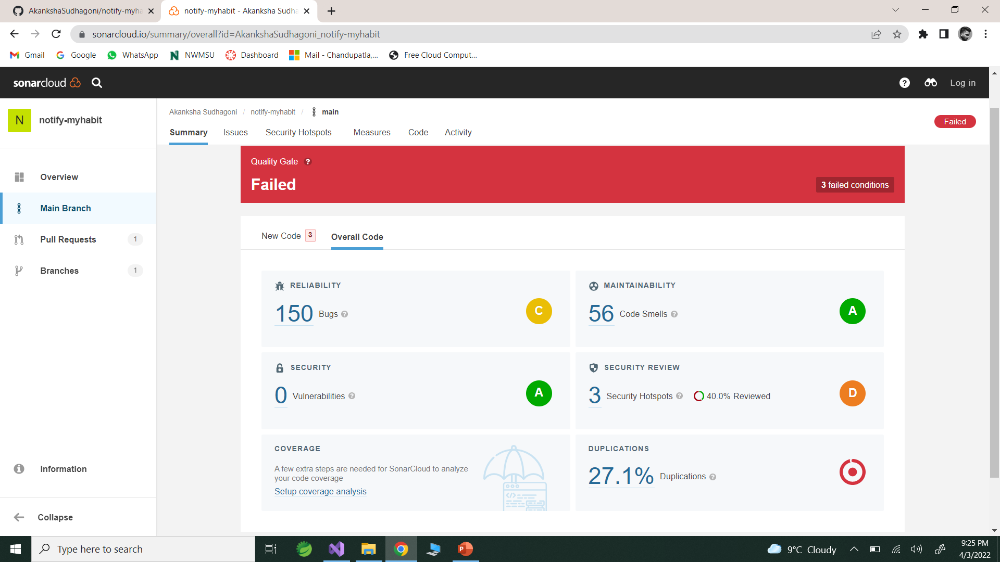 AkankshaSudhagoni/notify-myha
notify-myhabit - Akanksha Sudha
sonarcloud.io/summary/overall?id=AkankshaSudhagoni_notify-myhabit
Gmail
Google
WhatsApp
NWMSU
Dashboard
Mail - Chandupatla,...
Free Cloud Comput...
sonarcloud
?
Log in
N
notify-myhabit
Akanksha Sudhagoni / notify-myhabit / main
Failed
Summary
Issues
Security Hotspots
Measures
Code
Activity
Overview
Main Branch
Pull Requests 1
Branches 1
Information
Collapse
Quality Gate ?
Failed
3 failed conditions
New Code 3
Overall Code
RELIABILITY
150 Bugs ?
C
MAINTAINABILITY
56 Code Smells ?
A
SECURITY
0 Vulnerabilities ?
A
SECURITY REVIEW
3 Security Hotspots ? 40.0% Reviewed
D
COVERAGE
A few extra steps are needed for SonarCloud to analyze
your code coverage
Setup coverage analysis
DUPLICATIONS
27.1% Duplications ?
Type here to search
9°C Cloudy
9:25 PM
4/3/2022